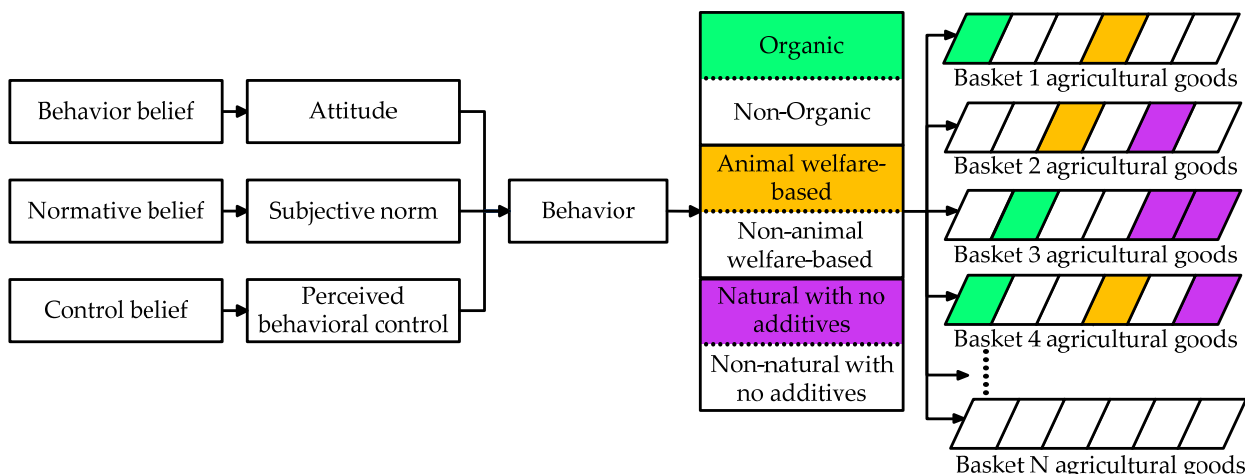 Behavior belief
Attitude
Normative belief
Subjective norm
Control belief
Perceived
behavioral control
Behavior
Organic
Non-Organic
Animal welfare-
based
Non-animal
welfare-based
Natural with no
additives
Non-natural with
no additives
Basket 1 agricultural goods
Basket 2 agricultural goods
Basket 3 agricultural goods
Basket 4 agricultural goods
Basket N agricultural goods